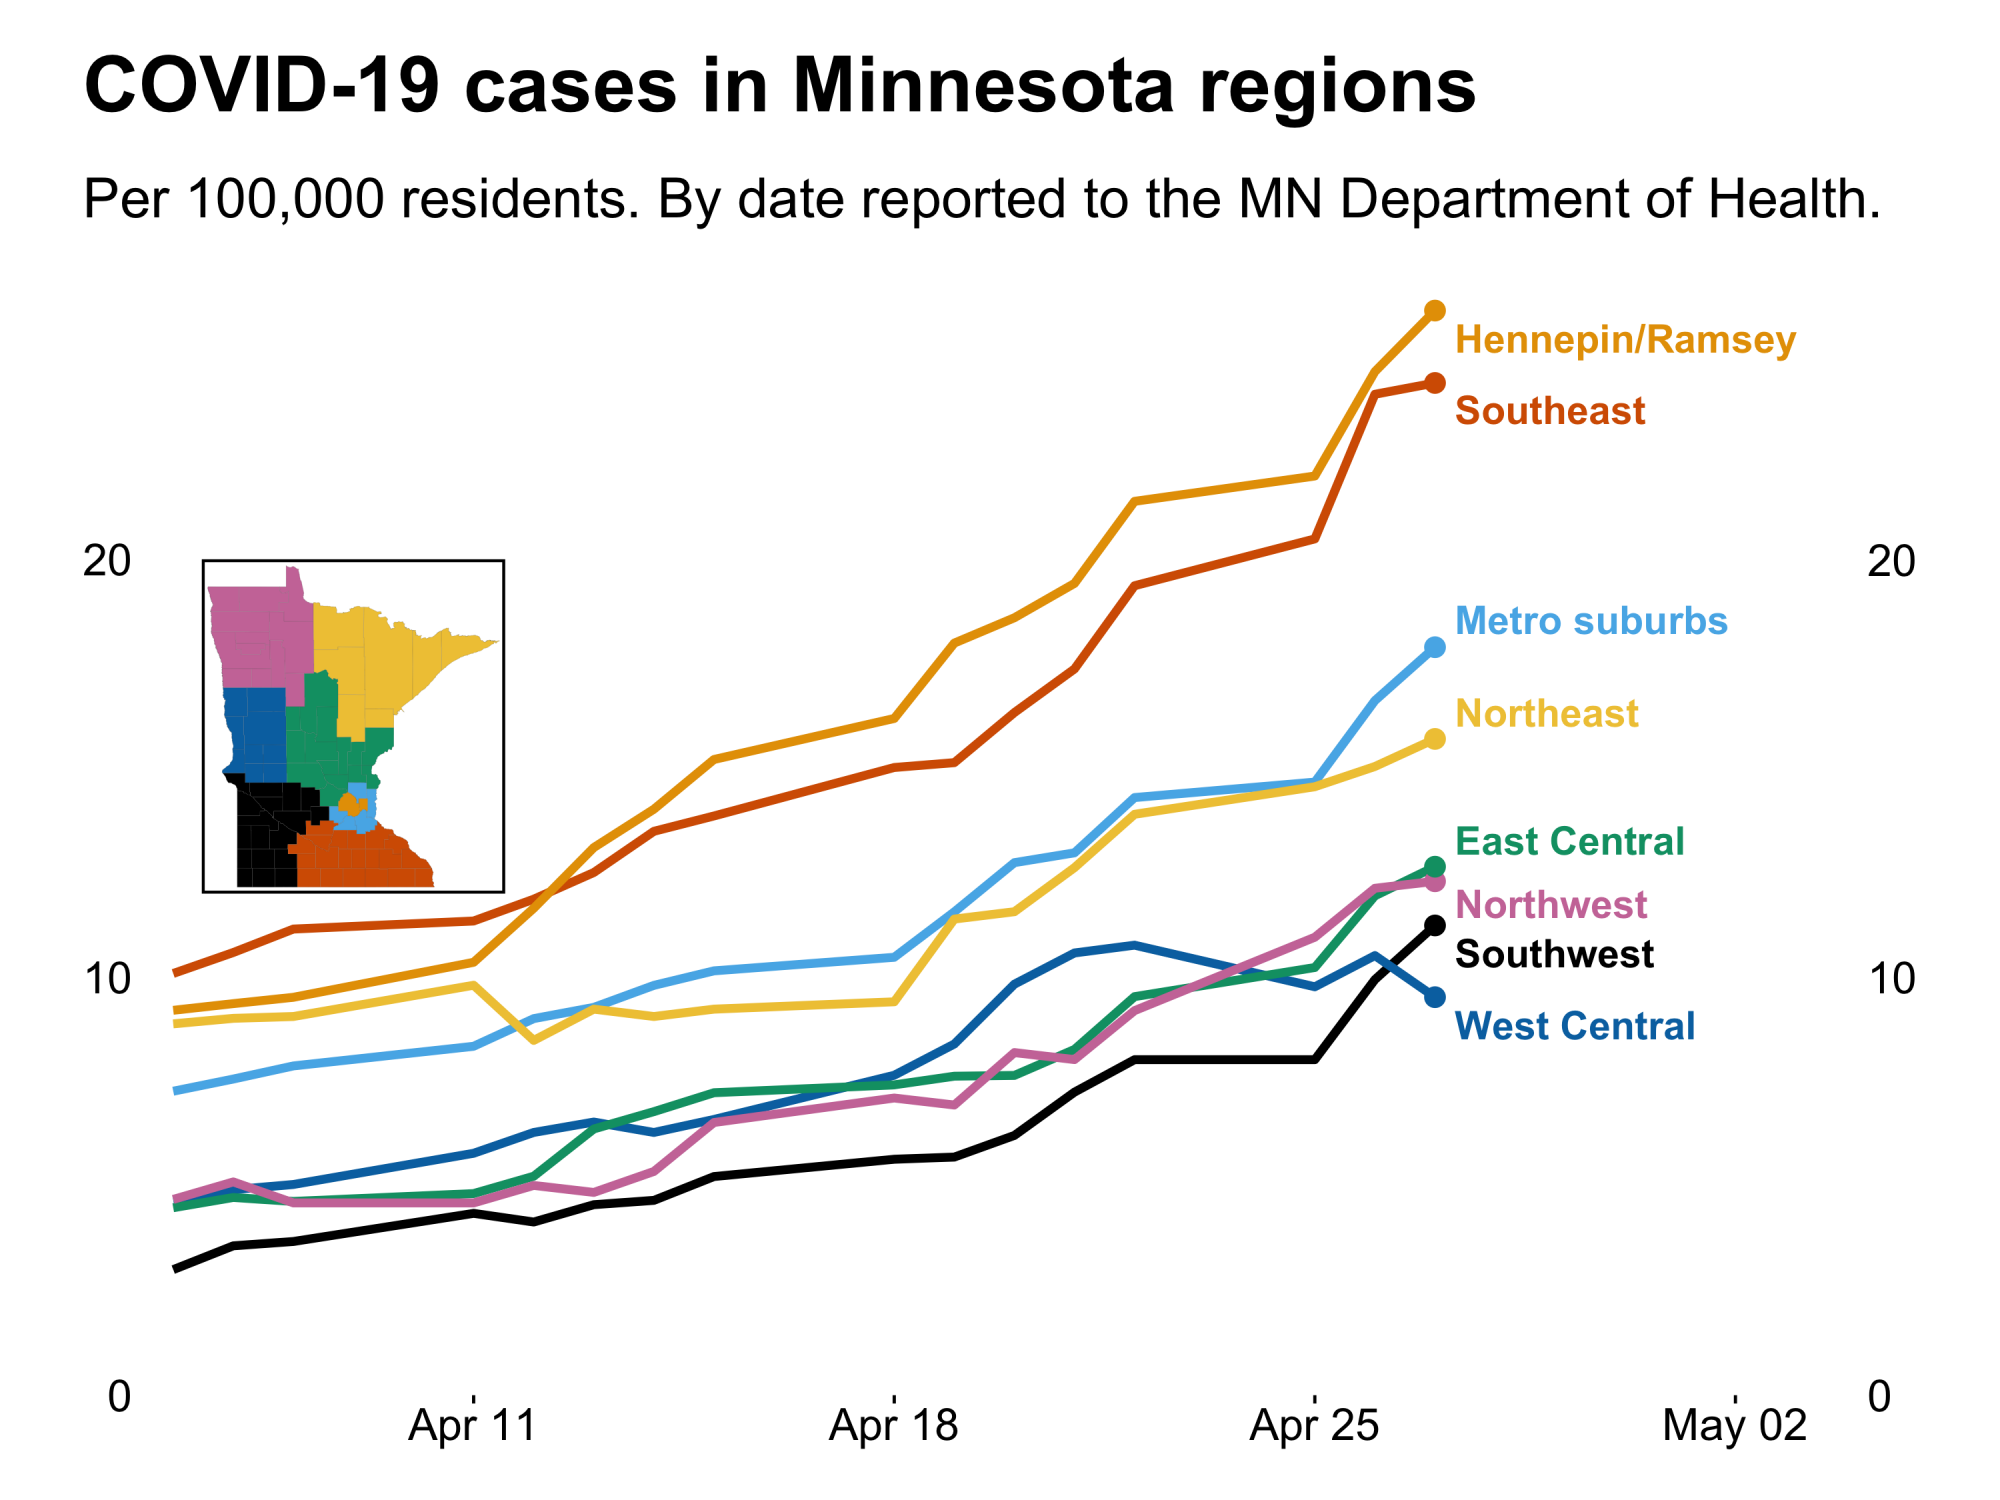 COVID-19 cases in Minnesota regions
Per 100,000 residents. By date reported to the MN Department of Health.
Hennepin/Ramsey
Southeast
20
20
Metro suburbs
Northeast
East Central
Northwest
Southwest
10
10
West Central
0
0
Apr 11
Apr 18
Apr 25
May 02